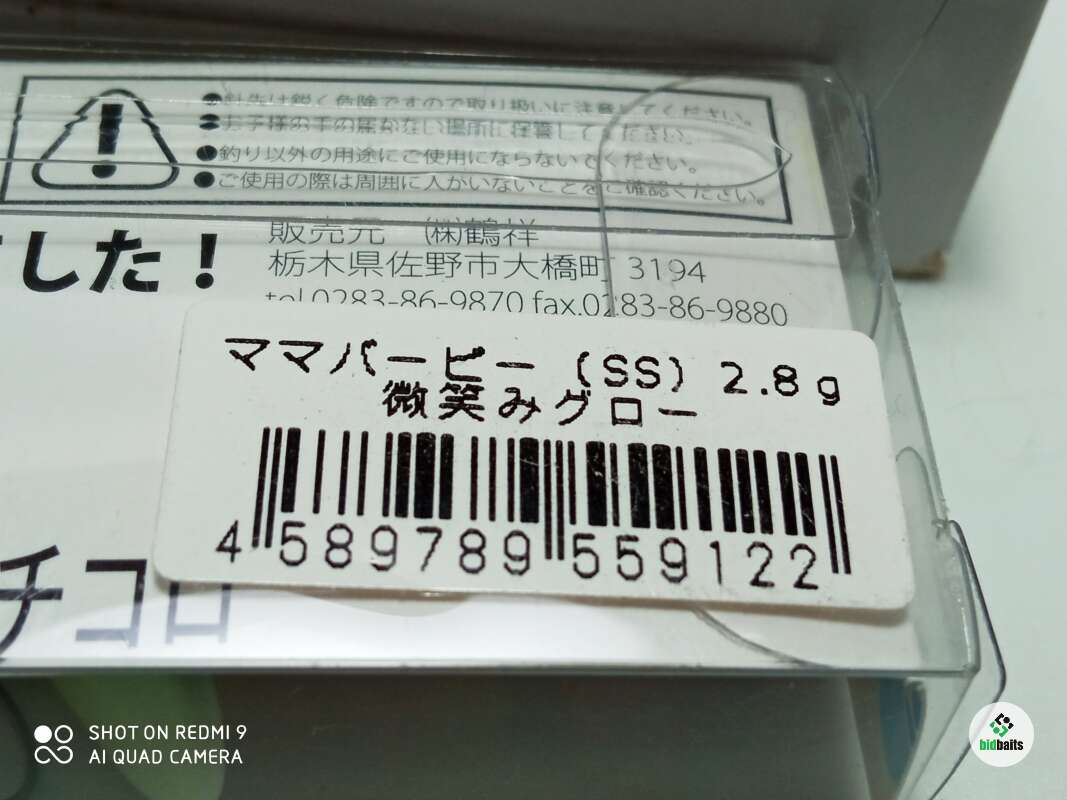 ●針先は鋭く危険ですので取り扱いに注意してください。
●お子様の手の届かない場所に保管してください。
●釣り以外の用途にご使用にならないでください。
●ご使用の際は周囲に人がいないことをご確認ください。
した！
販売元 ㈱鶴祥
栃木県佐野市大橋町 3194
tel.0283-86-9870 fax.0283-86-9880
ママバービー (SS) 2.8g
微笑みグロー
4 589789 559122
チコロ
SHOT ON REDMI 9
AI QUAD CAMERA
bidbaits